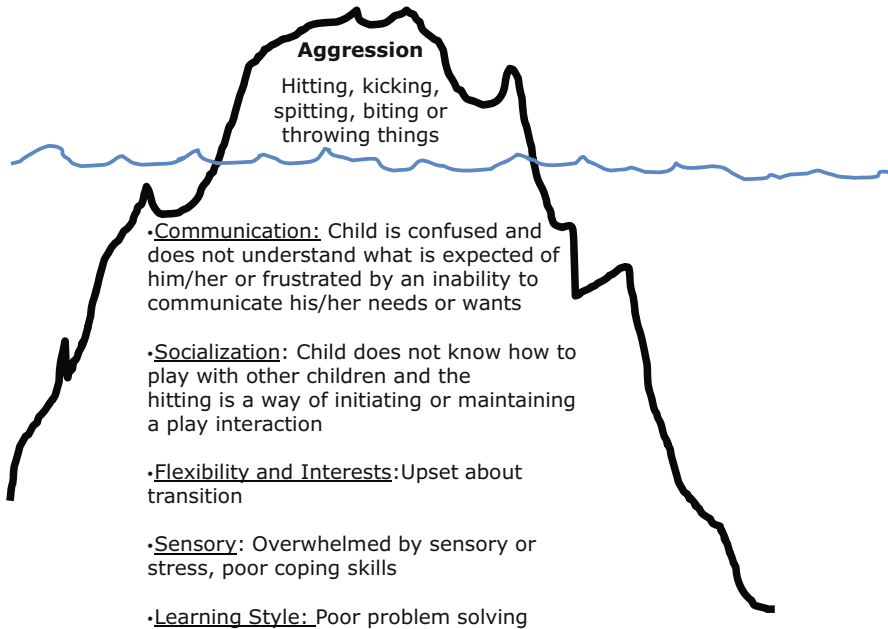 Aggression
Hitting, kicking,
spitting, biting or
throwing things
•Communication: Child is confused and
does not understand what is expected of
him/her or frustrated by an inability to
communicate his/her needs or wants
•Socialization: Child does not know how to
play with other children and the
hitting is a way of initiating or maintaining
a play interaction
•Flexibility and Interests:Upset about
transition
•Sensory: Overwhelmed by sensory or
stress, poor coping skills
•Learning Style: Poor problem solving